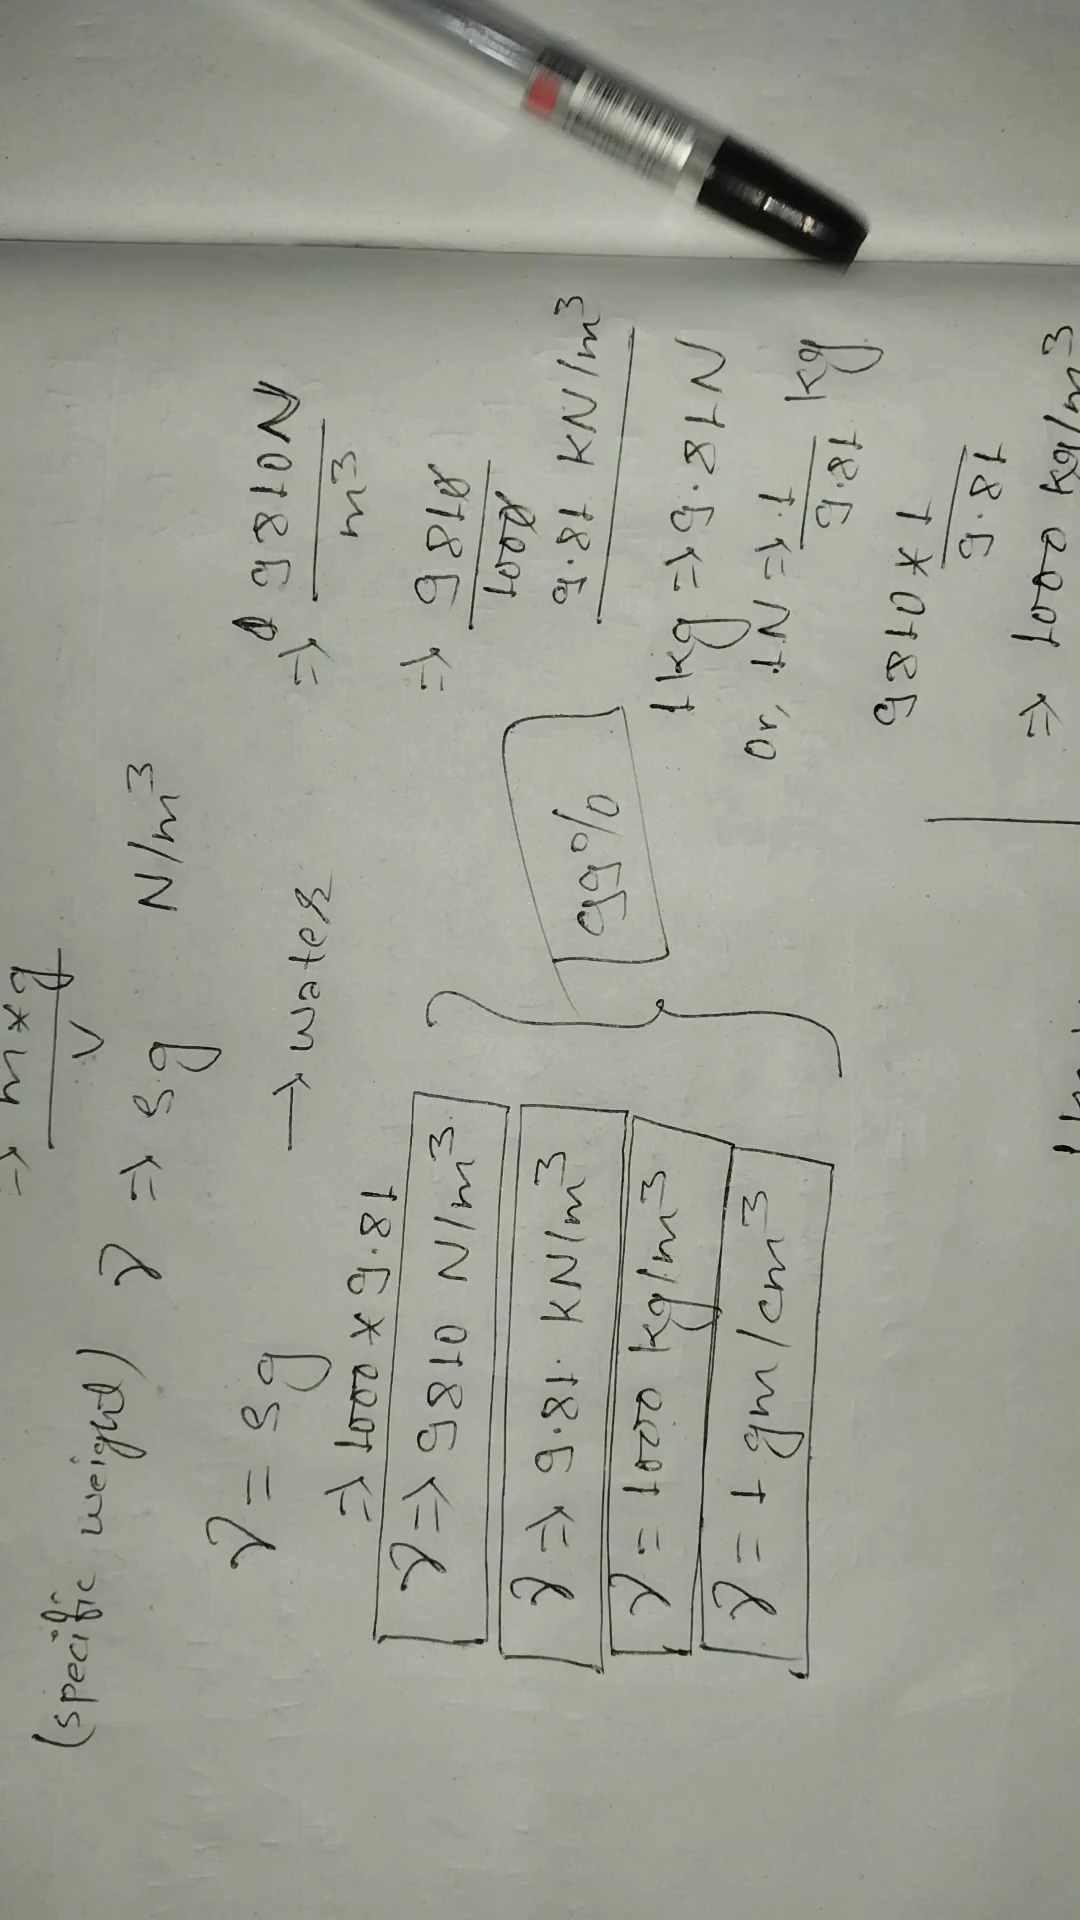 ⇒ m*g
V
(specific weight) γ ⇒ ρg N/m³
γ = ρg → water
⇒ 1000*9.81
γ ⇒ 9810 N/m³
γ ⇒ 9.81 KN/m³
γ = 1000 kg/m³
γ = 1 gm/cm³
99%
⇒ 9810N
m³
⇒ 9810
1000
9.81 KN/m³
1kg ⇒ 9.81N
Or, 1N ⇒ 1 kg
9.81
9810*1
9.81
⇒ 1000 kg/m³